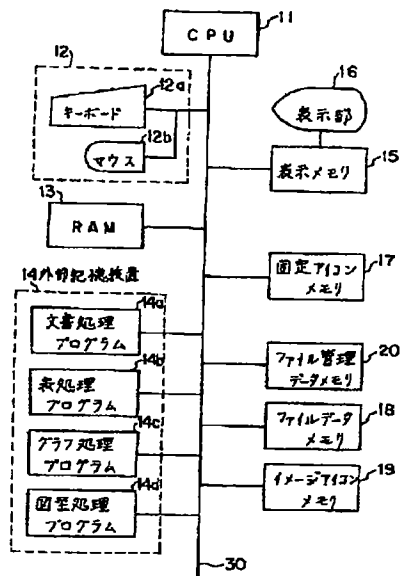 CPU
11
12
12a
キーボード
12b
マウス
16
表示部
15
表示メモリ
13
RAM
17
固定アイコン
メモリ
14外部記憶装置
14a
文書処理
プログラム
14b
表処理
プログラム
14c
グラフ処理
プログラム
14d
図型処理
プログラム
20
ファイル管理
データメモリ
18
ファイルデータ
メモリ
19
イメージアイコン
メモリ
30